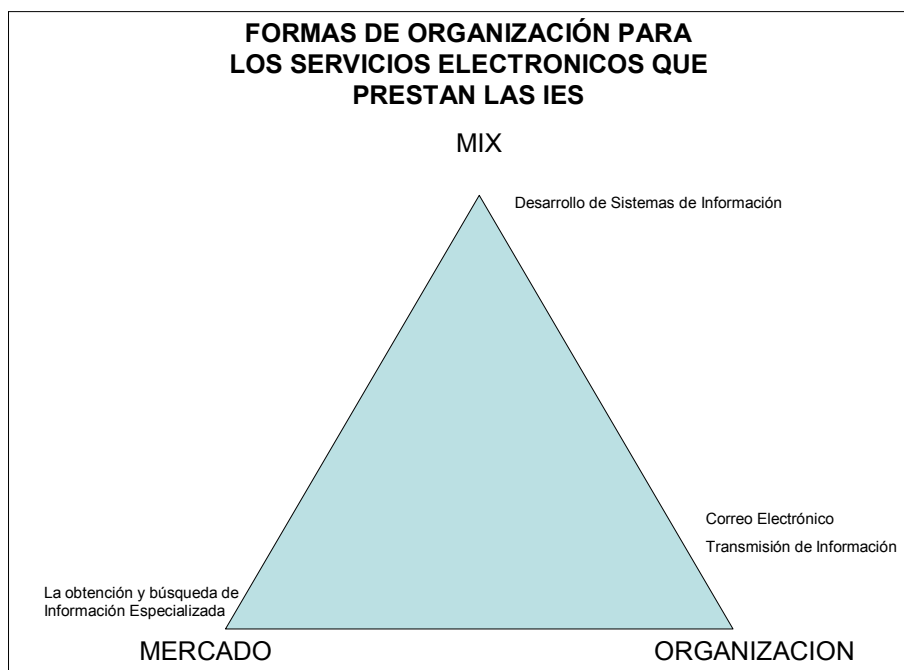 FORMAS DE ORGANIZACIÓN PARA
LOS SERVICIOS ELECTRONICOS QUE
PRESTAN LAS IES
MIX
Desarrollo de Sistemas de Información
Correo Electrónico
Transmisión de Información
La obtención y búsqueda de
Información Especializada
MERCADO
ORGANIZACION